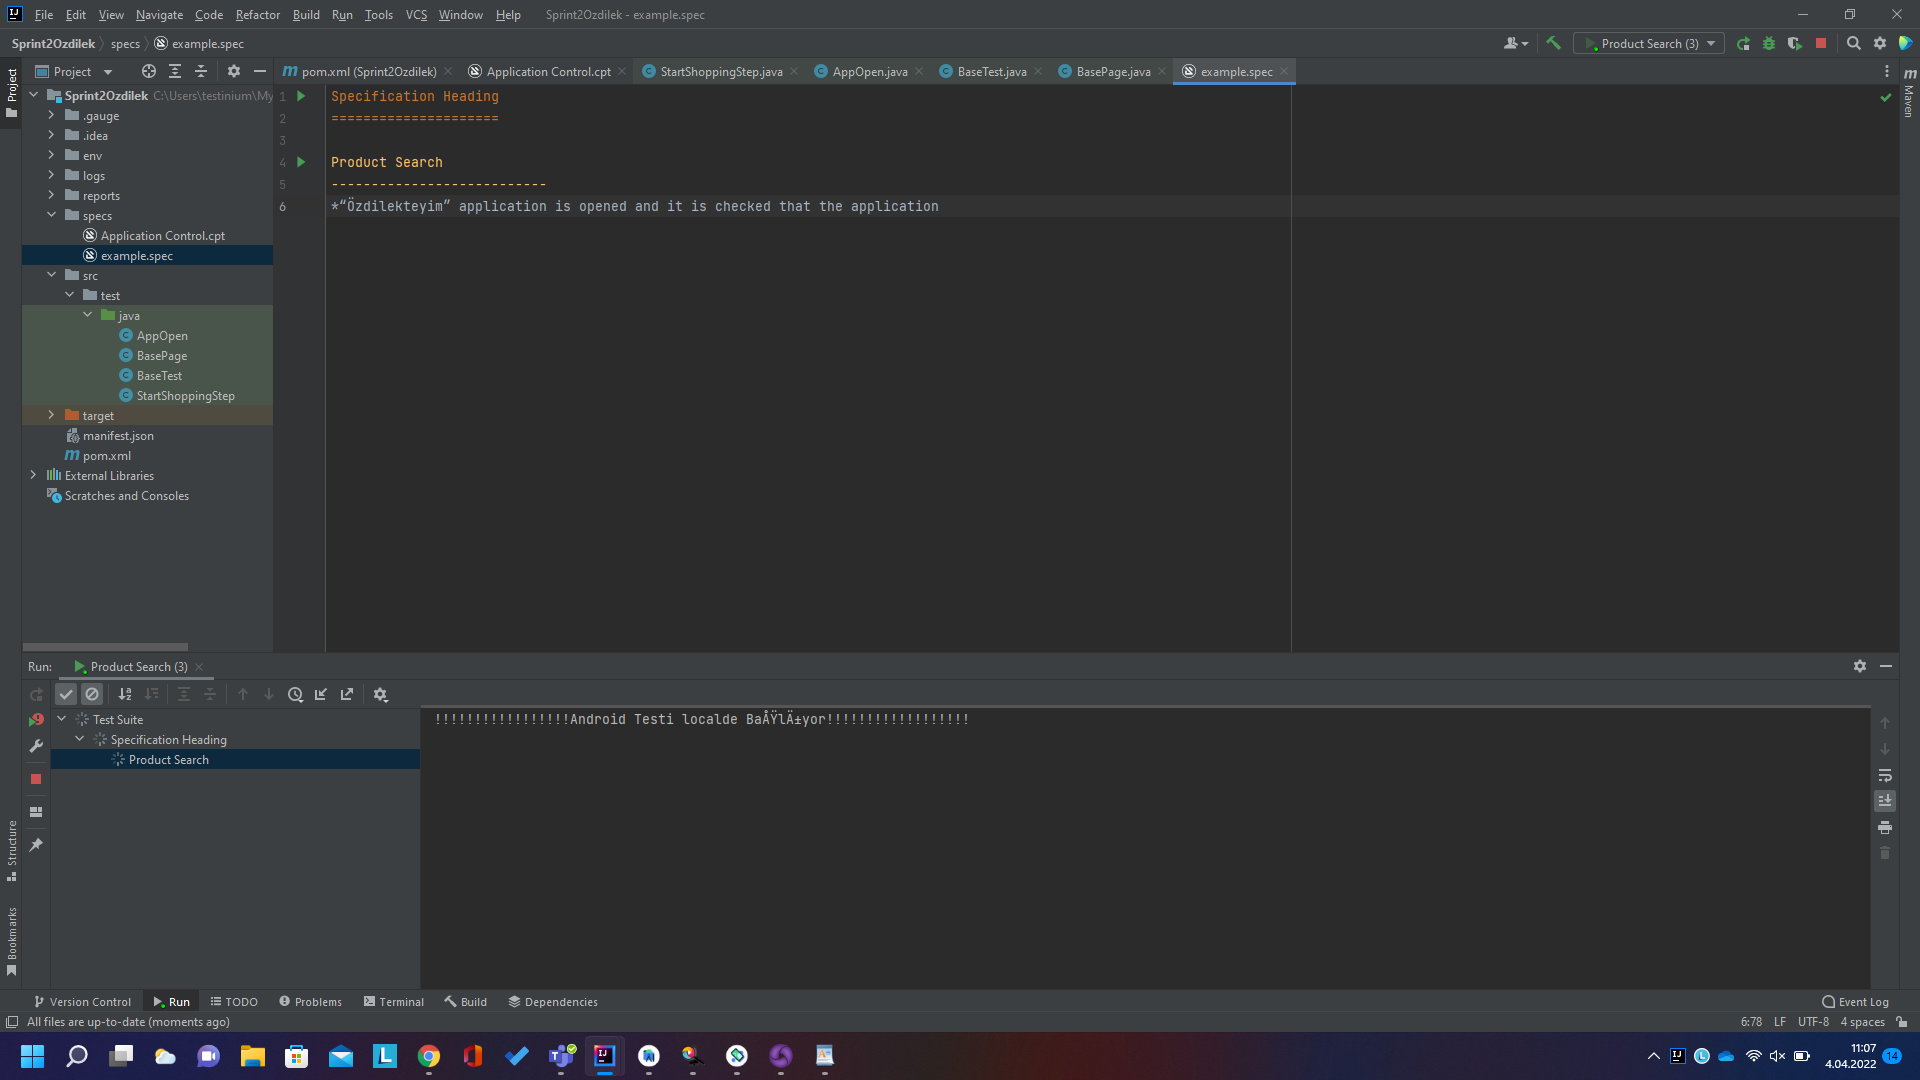 File Edit View Navigate Code Refactor Build Run Tools VCS Window Help Sprint2Ozdilek - example.spec
Sprint2Ozdilek specs example.spec Product Search (3)
Project pom.xml (Sprint2Ozdilek) Application Control.cpt StartShoppingStep.java AppOpen.java BaseTest.java BasePage.java example.spec
Project
Maven
Sprint2Ozdilek C:\Users\testinium\My
.gauge
.idea
env
logs
reports
specs
Application Control.cpt
example.spec
src
test
java
AppOpen
BasePage
BaseTest
StartShoppingStep
target
manifest.json
pom.xml
External Libraries
Scratches and Consoles
1 Specification Heading
2 =====================
3
4 Product Search
5 ---------------------------
6 *“Özdilekteyim” application is opened and it is checked that the application
Run: Product Search (3)
Test Suite
Specification Heading
Product Search
!!!!!!!!!!!!!!!!!Android Testi localde BaÅŸlÄ±yor!!!!!!!!!!!!!!!!!!
Structure
Bookmarks
Version Control Run TODO Problems Terminal Build Dependencies Event Log
All files are up-to-date (moments ago) 6:78 LF UTF-8 4 spaces
11:07
4.04.2022 14